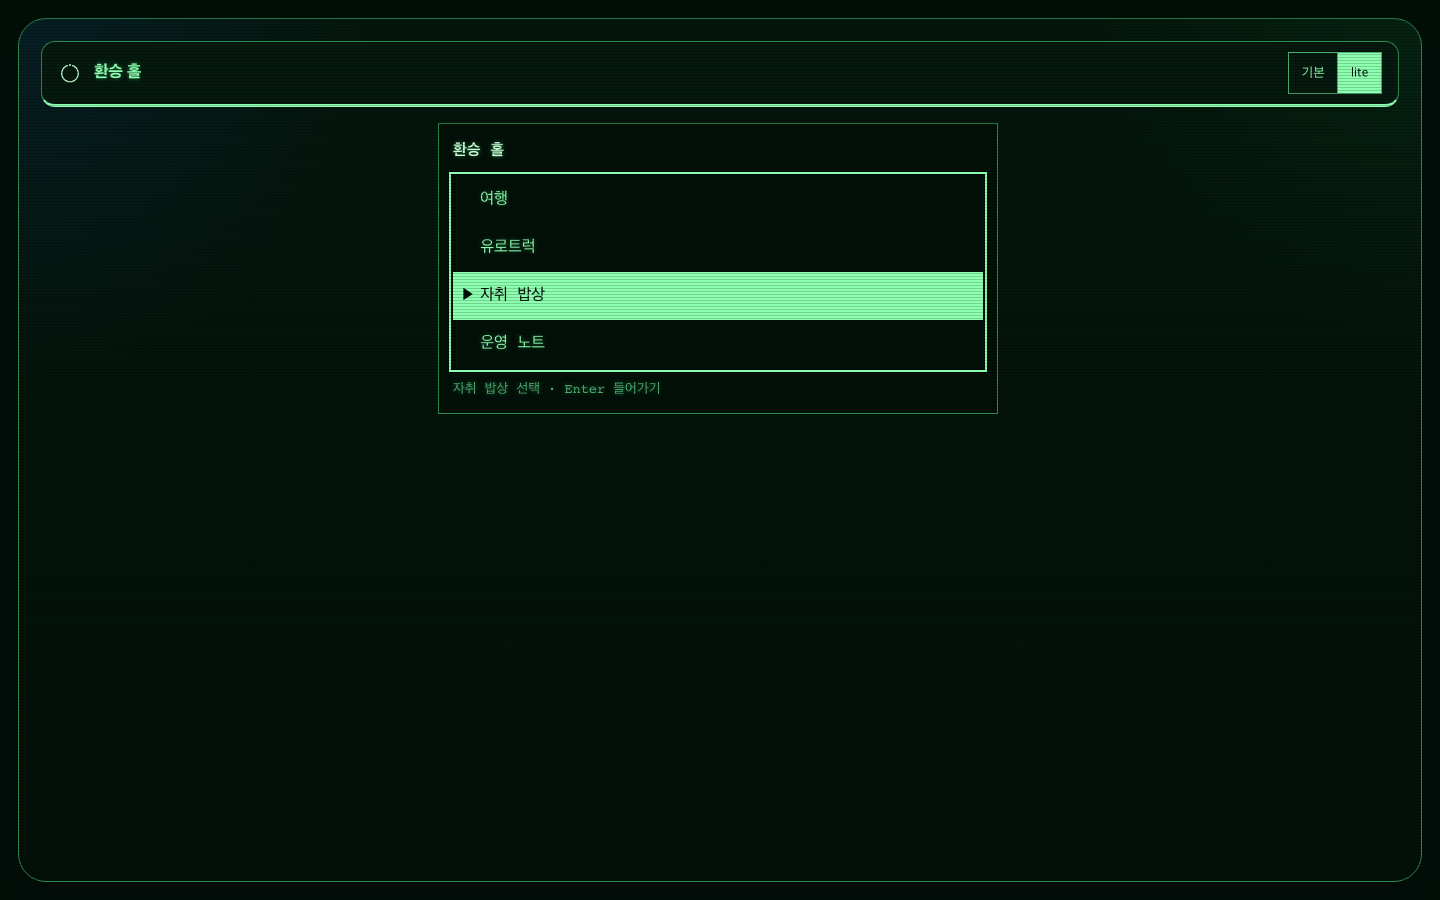 환승 홀
기본 lite
환승 홀
여행
유로트럭
▶ 자취 밥상
운영 노트
자취 밥상 선택 · Enter 들어가기